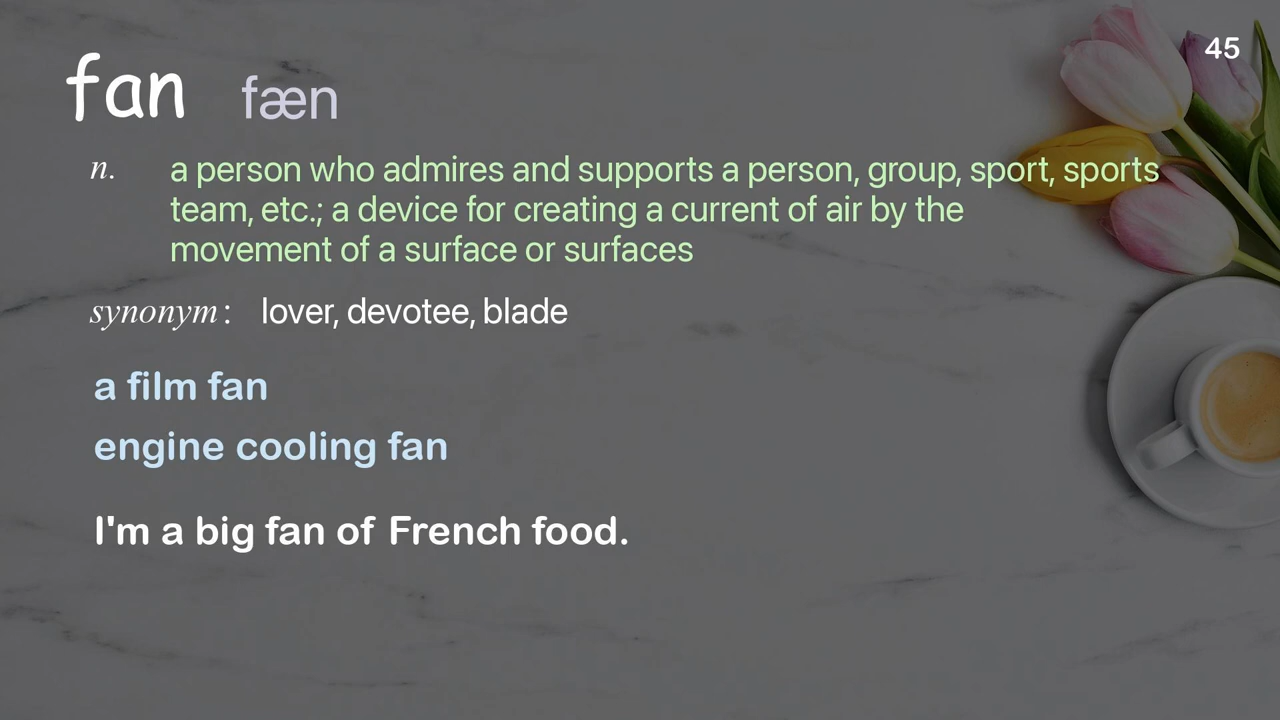 45
fan fæn
n. a person who admires and supports a person, group, sport, sports
team, etc.; a device for creating a current of air by the
movement of a surface or surfaces
synonym: lover, devotee, blade
a film fan
engine cooling fan
I'm a big fan of French food.